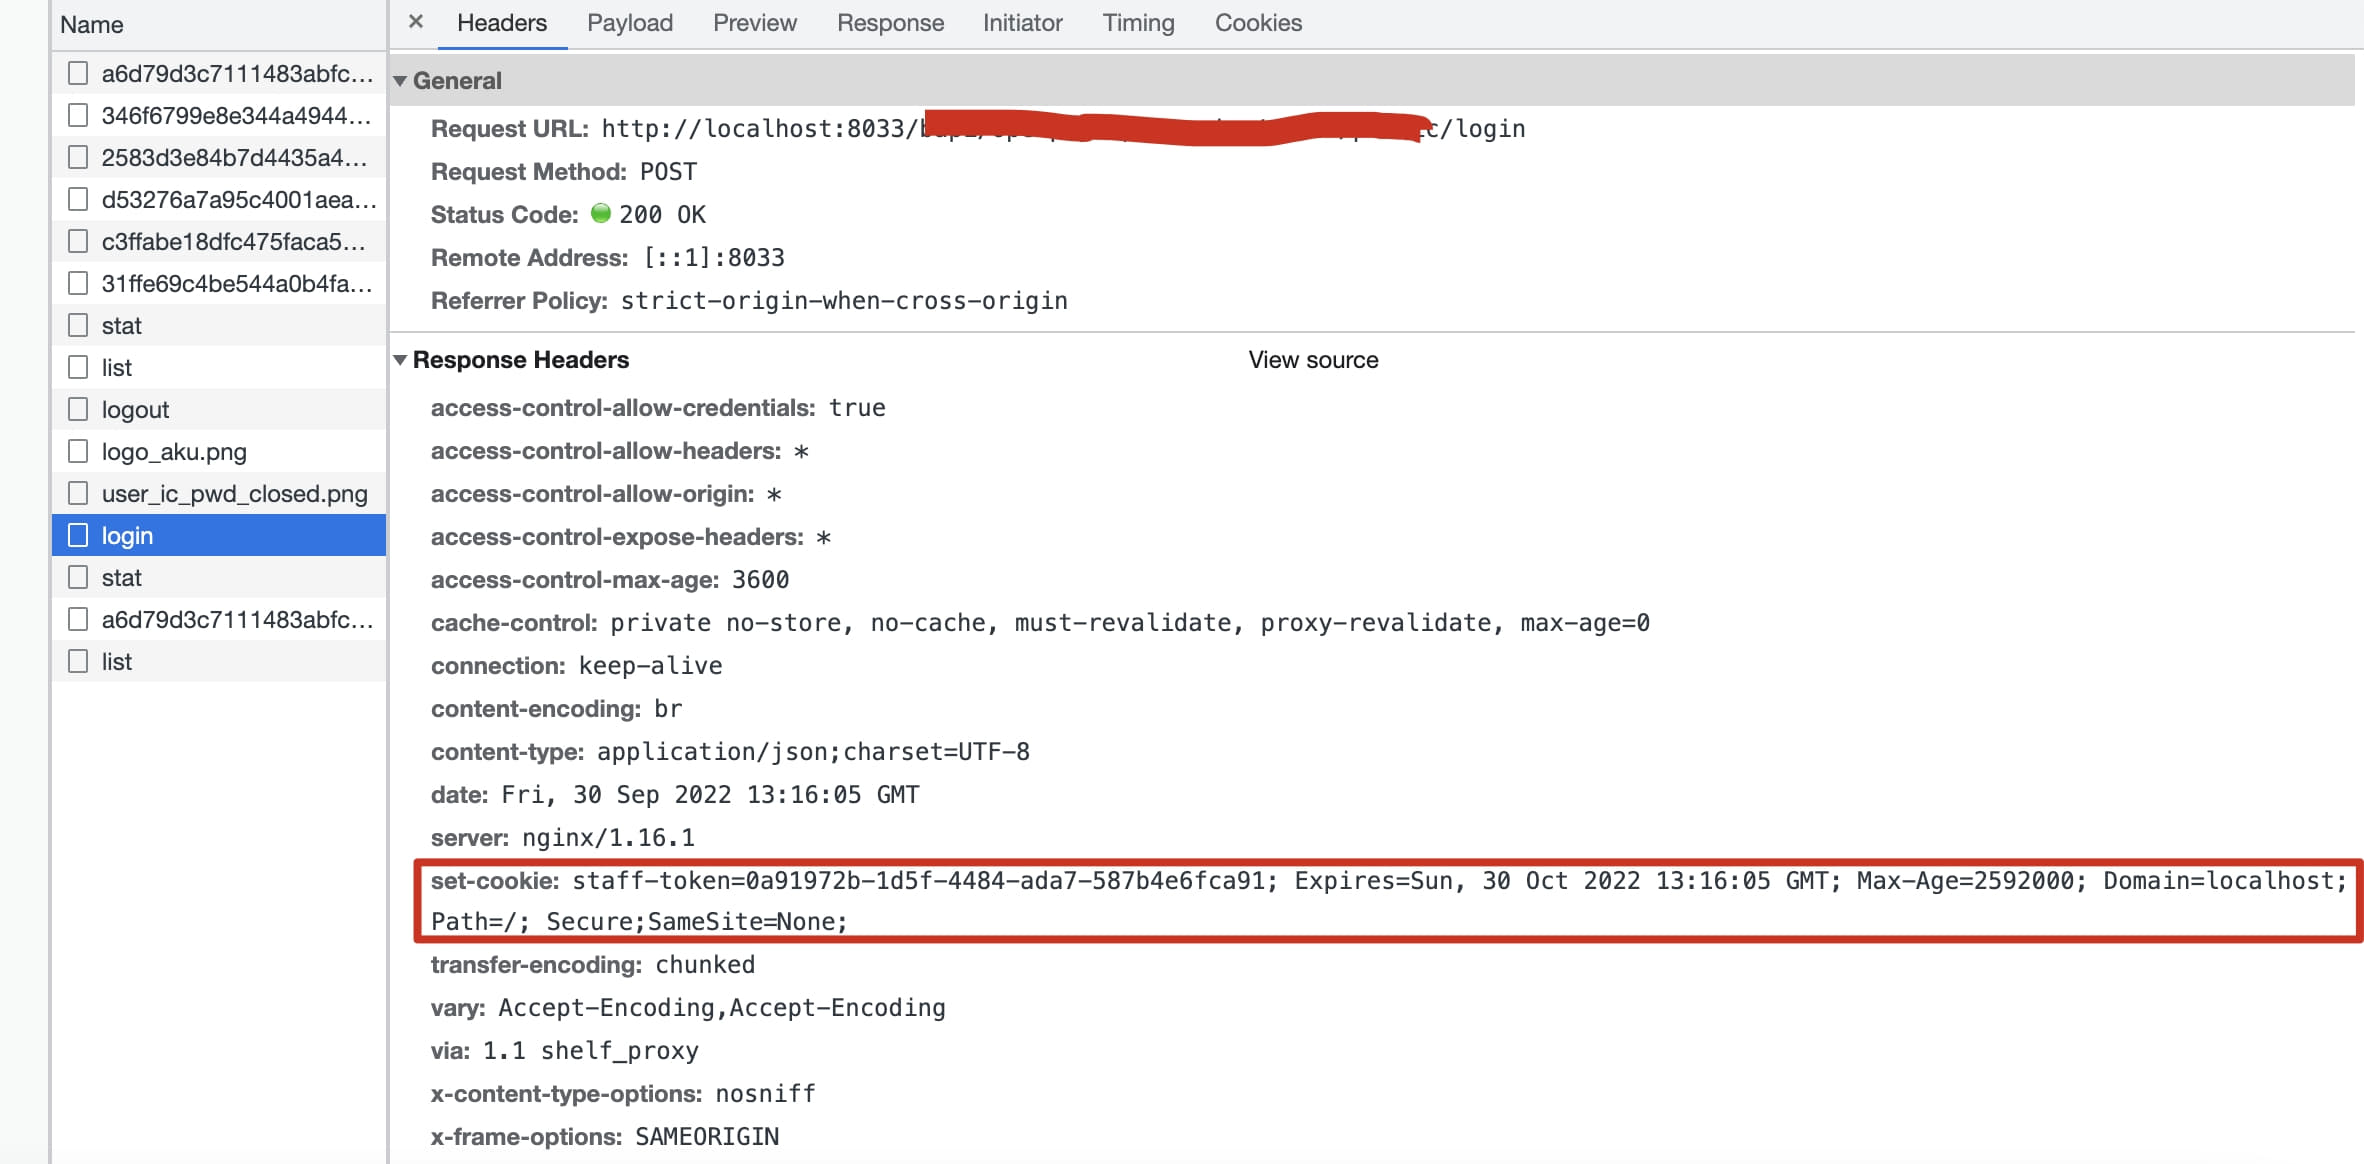 Name
a6d79d3c7111483abfc...
346f6799e8e344a4944...
2583d3e84b7d4435a4...
d53276a7a95c4001aea...
c3ffabe18dfc475faca5...
31ffe69c4be544a0b4fa...
stat
list
logout
logo_aku.png
user_ic_pwd_closed.png
login
stat
a6d79d3c7111483abfc...
list
× Headers Payload Preview Response Initiator Timing Cookies
General
Request URL: http://localhost:8033/ /login
Request Method: POST
Status Code: 200 OK
Remote Address: [::1]:8033
Referrer Policy: strict-origin-when-cross-origin
Response Headers View source
access-control-allow-credentials: true
access-control-allow-headers: *
access-control-allow-origin: *
access-control-expose-headers: *
access-control-max-age: 3600
cache-control: private no-store, no-cache, must-revalidate, proxy-revalidate, max-age=0
connection: keep-alive
content-encoding: br
content-type: application/json;charset=UTF-8
date: Fri, 30 Sep 2022 13:16:05 GMT
server: nginx/1.16.1
set-cookie: staff-token=0a91972b-1d5f-4484-ada7-587b4e6fca91; Expires=Sun, 30 Oct 2022 13:16:05 GMT; Max-Age=2592000; Domain=localhost;
Path=/; Secure;SameSite=None;
transfer-encoding: chunked
vary: Accept-Encoding,Accept-Encoding
via: 1.1 shelf_proxy
x-content-type-options: nosniff
x-frame-options: SAMEORIGIN